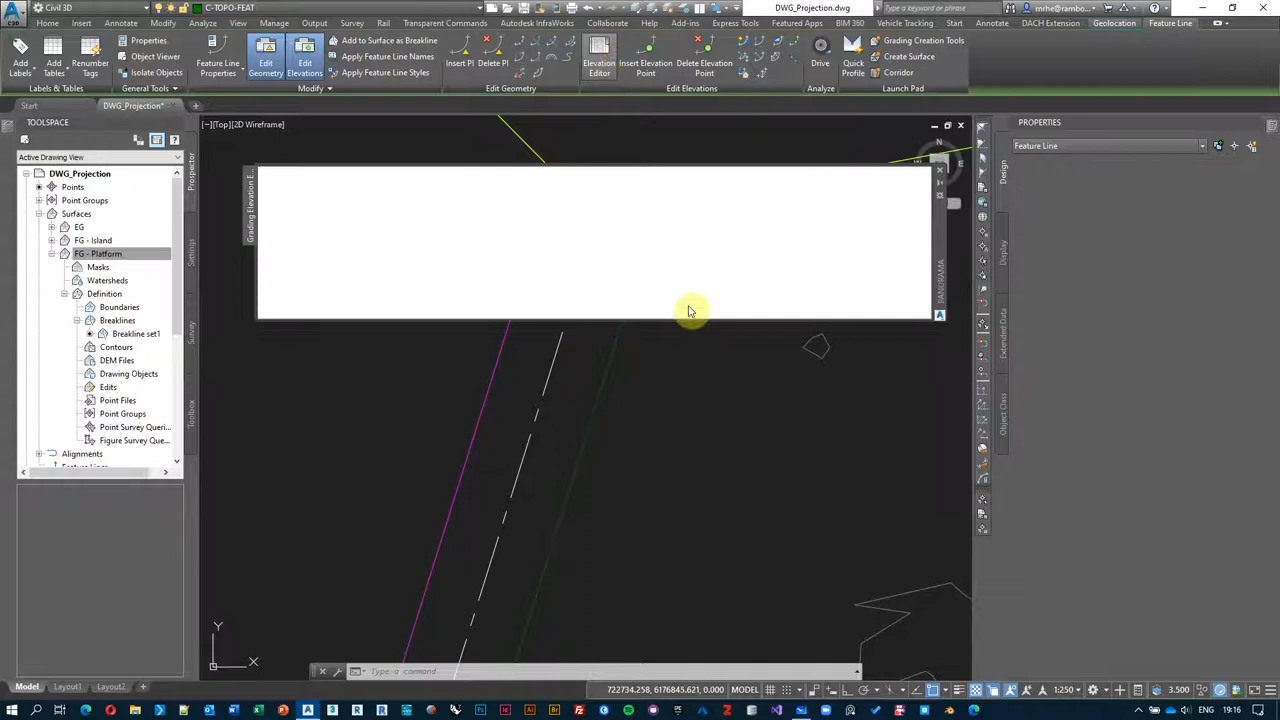 Civil 3D
C-TOPO-FEAT
DWG_Projection.dwg
Type a keyword or phrase
mrhe@rambo...
Home Insert Annotate Modify Analyze View Manage Output Survey Rail Transparent Commands Autodesk InfraWorks Collaborate Help Add-ins Express Tools Featured Apps BIM 360 Vehicle Tracking Start Annotate DACH Extension Geolocation Feature Line
Add Labels
Add Tables
Renumber Tags
Properties
Object Viewer
Isolate Objects
Feature Line Properties
Edit Geometry
Edit Elevations
Add to Surface as Breakline
Apply Feature Line Names
Apply Feature Line Styles
Insert PI
Delete PI
Elevation Editor
Insert Elevation Point
Delete Elevation Point
Drive
Quick Profile
Grading Creation Tools
Create Surface
Corridor
Labels & Tables
General Tools
Modify
Edit Geometry
Edit Elevations
Analyze
Launch Pad
Start
DWG_Projection*
TOOLSPACE
Active Drawing View
DWG_Projection
Points
Point Groups
Surfaces
EG
FG - Island
FG - Platform
Masks
Watersheds
Definition
Boundaries
Breaklines
Breakline set1
Contours
DEM Files
Drawing Objects
Edits
Point Files
Point Groups
Point Survey Queri...
Figure Survey Que...
Alignments
Prospector
Settings
Survey
Toolbox
[−][Top][2D Wireframe]
N
W
E
Grading Elevation E...
PANORAMA
Y
X
Type a command
PROPERTIES
Feature Line
Design
Display
Extended Data
Object Class
Model
Layout1
Layout2
722734.258, 6176845.621, 0.000
MODEL
1:250
3.500
ENG
19:16